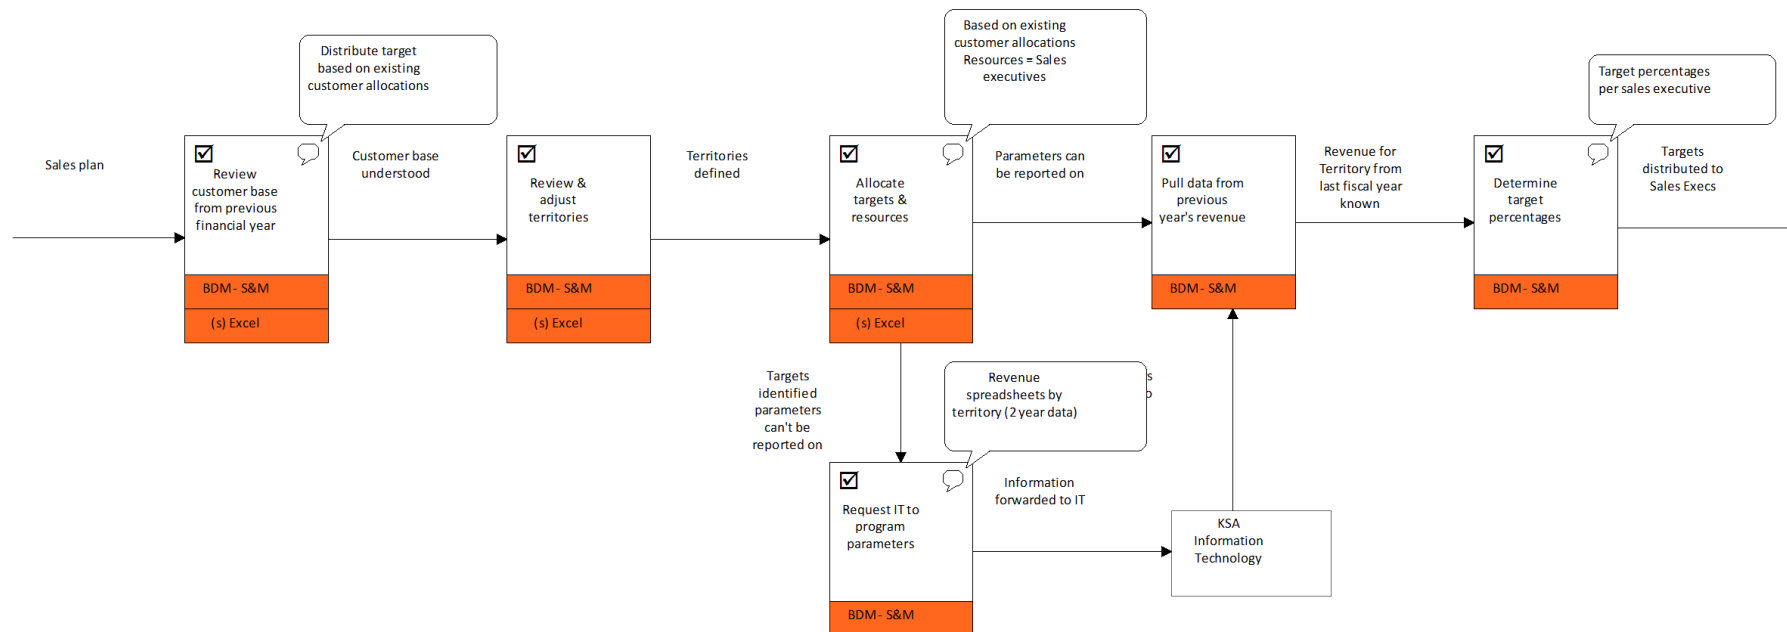 Sales plan
Distribute target
based on existing
customer allocations
Review
customer base
from previous
financial year
BDM - S&M
(s) Excel
Customer base
understood
Review &
adjust
territories
BDM - S&M
(s) Excel
Territories
defined
Based on existing
customer allocations
Resources = Sales
executives
Allocate
targets &
resources
BDM - S&M
(s) Excel
Parameters can
be reported on
Pull data from
previous
year's revenue
BDM - S&M
Revenue for
Territory from
last fiscal year
known
Target percentages
per sales executive
Determine
target
percentages
BDM - S&M
Targets
distributed to
Sales Execs
Targets
identified
parameters
can't be
reported on
Revenue
spreadsheets by
territory (2 year data)
Request IT to
program
parameters
BDM - S&M
Information
forwarded to IT
KSA
Information
Technology